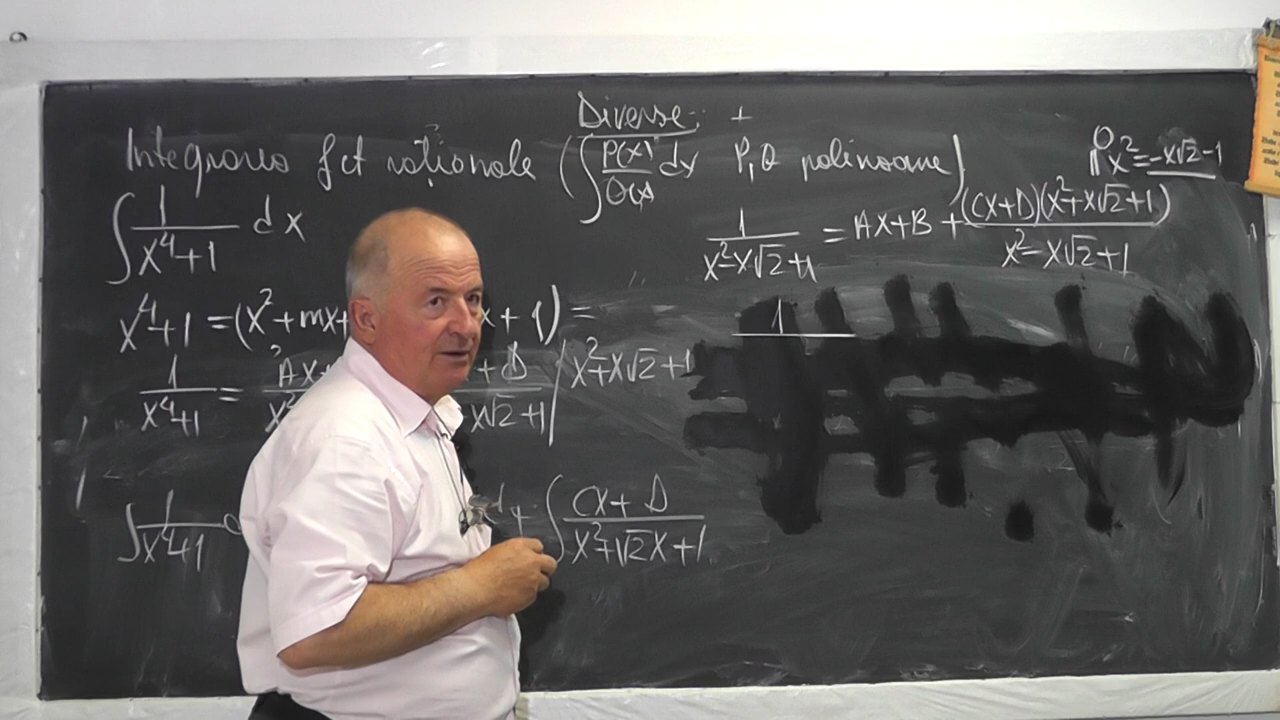 Diverse: +
Integrarea fct raționale (∫ P(x)/Q(x) dx P,Q polinoame)
x² = -x√2-1
∫ 1/(x⁴+1) dx
1/(x²-x√2+1) = Ax+B + (Cx+D)(x²+x√2+1)/(x²-x√2+1)
x⁴+1 = (x²+mx+ x+1) =
1
1/(x⁴+1) = Ax+ +D / x²+x√2+1
x² x√2+1
∫ 1/(x⁴+1) + ∫ (Cx+D)/(x²+√2x+1)